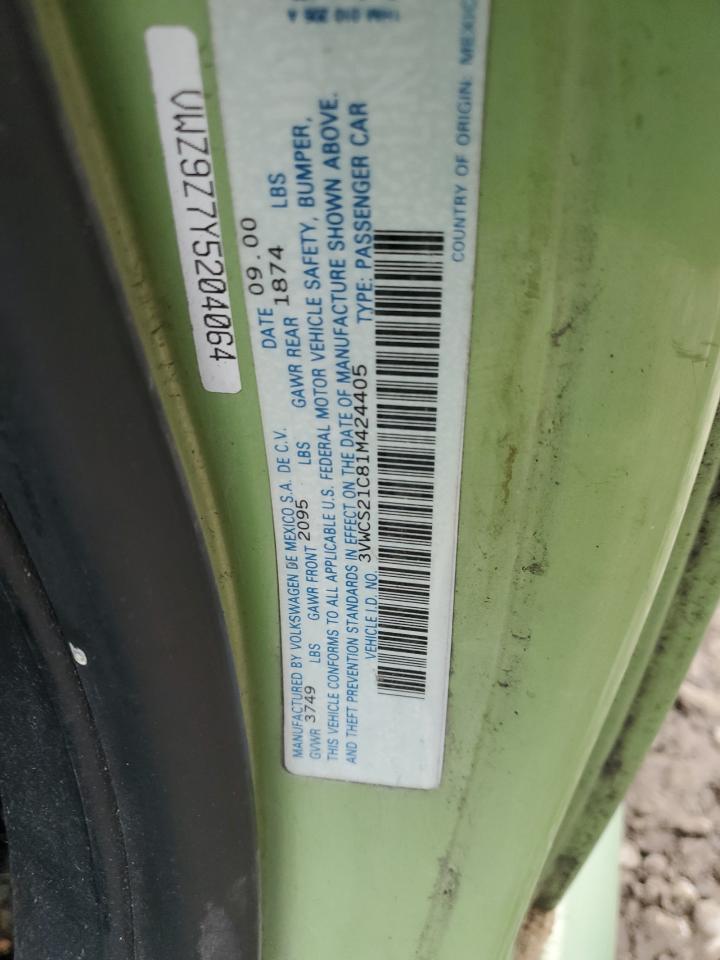 VWZ9Z7Y5204064
MANUFACTURED BY VOLKSWAGEN DE MEXICO S.A. DE C.V. DATE 09.00
GVWR 3749 LBS GAWR FRONT 2095 LBS GAWR REAR 1874 LBS
THIS VEHICLE CONFORMS TO ALL APPLICABLE U.S. FEDERAL MOTOR VEHICLE SAFETY, BUMPER,
AND THEFT PREVENTION STANDARDS IN EFFECT ON THE DATE OF MANUFACTURE SHOWN ABOVE.
VEHICLE I.D. NO. 3VWCS21C81M424405 TYPE: PASSENGER CAR
COUNTRY OF ORIGIN: MEXICO